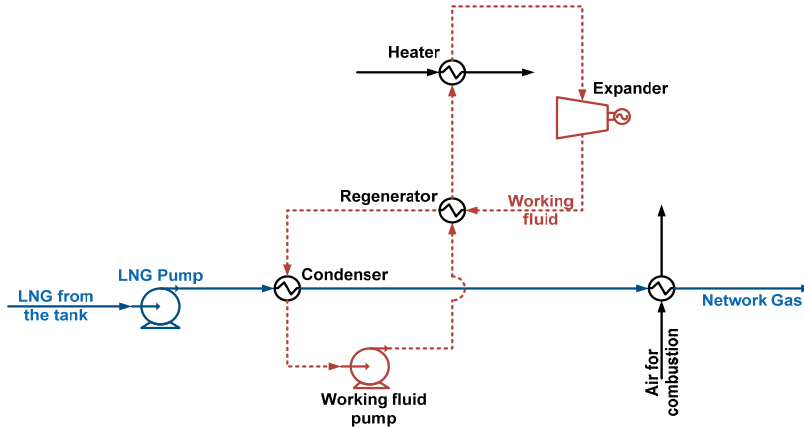 Heater
Expander
Regenerator
Working
fluid
LNG Pump
Condenser
LNG from
the tank
Network Gas
Air for
combustion
Working fluid
pump